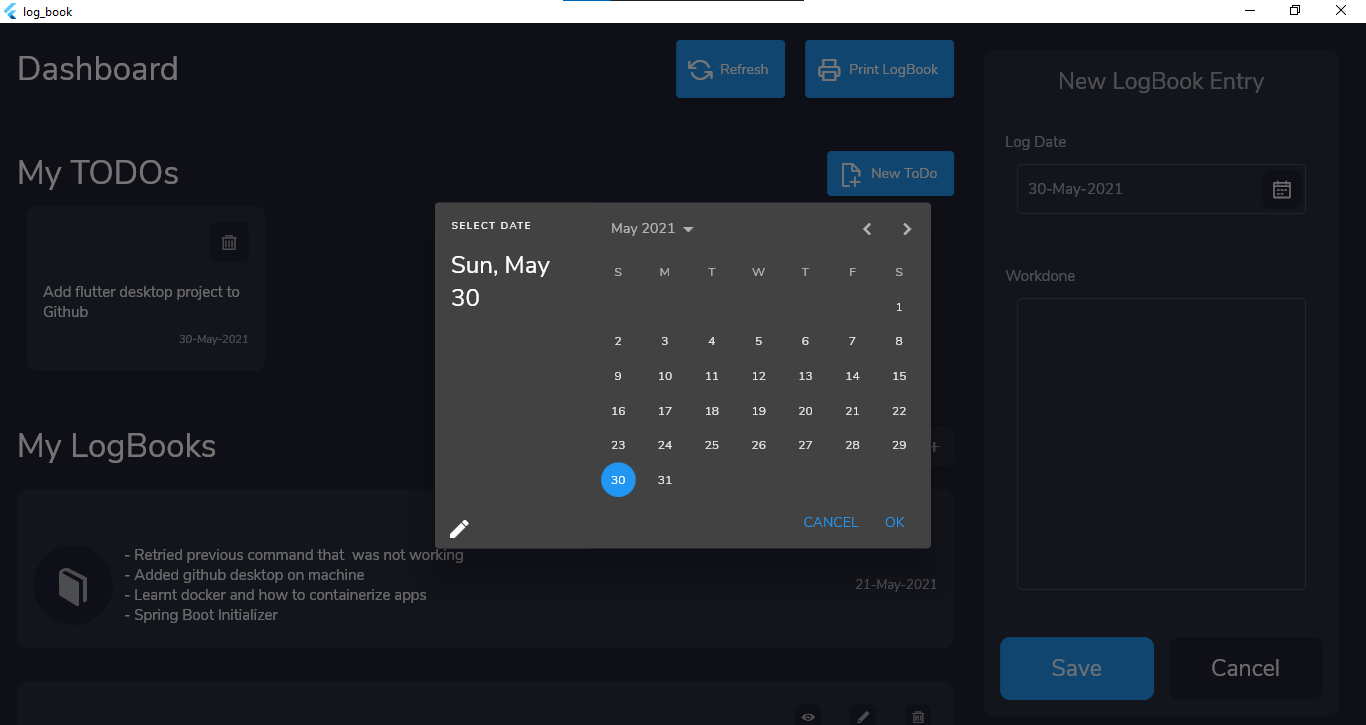 log_book
Dashboard
Refresh
Print LogBook
My TODOs
New ToDo
Add flutter desktop project to
Github
30-May-2021
My LogBooks
- Retried previous command that  was not working
- Added github desktop on machine
- Learnt docker and how to containerize apps
- Spring Boot Initializer
21-May-2021
SELECT DATE
Sun, May
30
May 2021
S M T W T F S
1
2 3 4 5 6 7 8
9 10 11 12 13 14 15
16 17 18 19 20 21 22
23 24 25 26 27 28 29
30 31
CANCEL OK
New LogBook Entry
Log Date
30-May-2021
Workdone
Save
Cancel